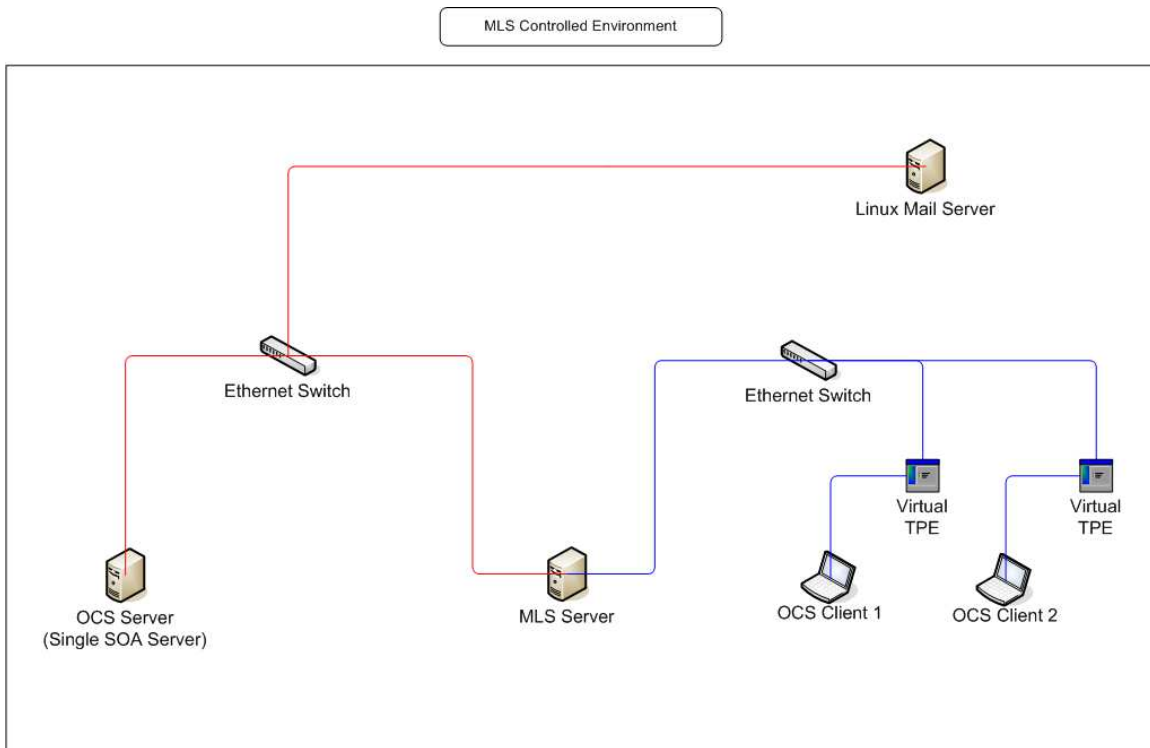 MLS Controlled Environment
Linux Mail Server
Ethernet Switch
Ethernet Switch
Virtual
TPE
Virtual
TPE
OCS Server
(Single SOA Server)
MLS Server
OCS Client 1
OCS Client 2